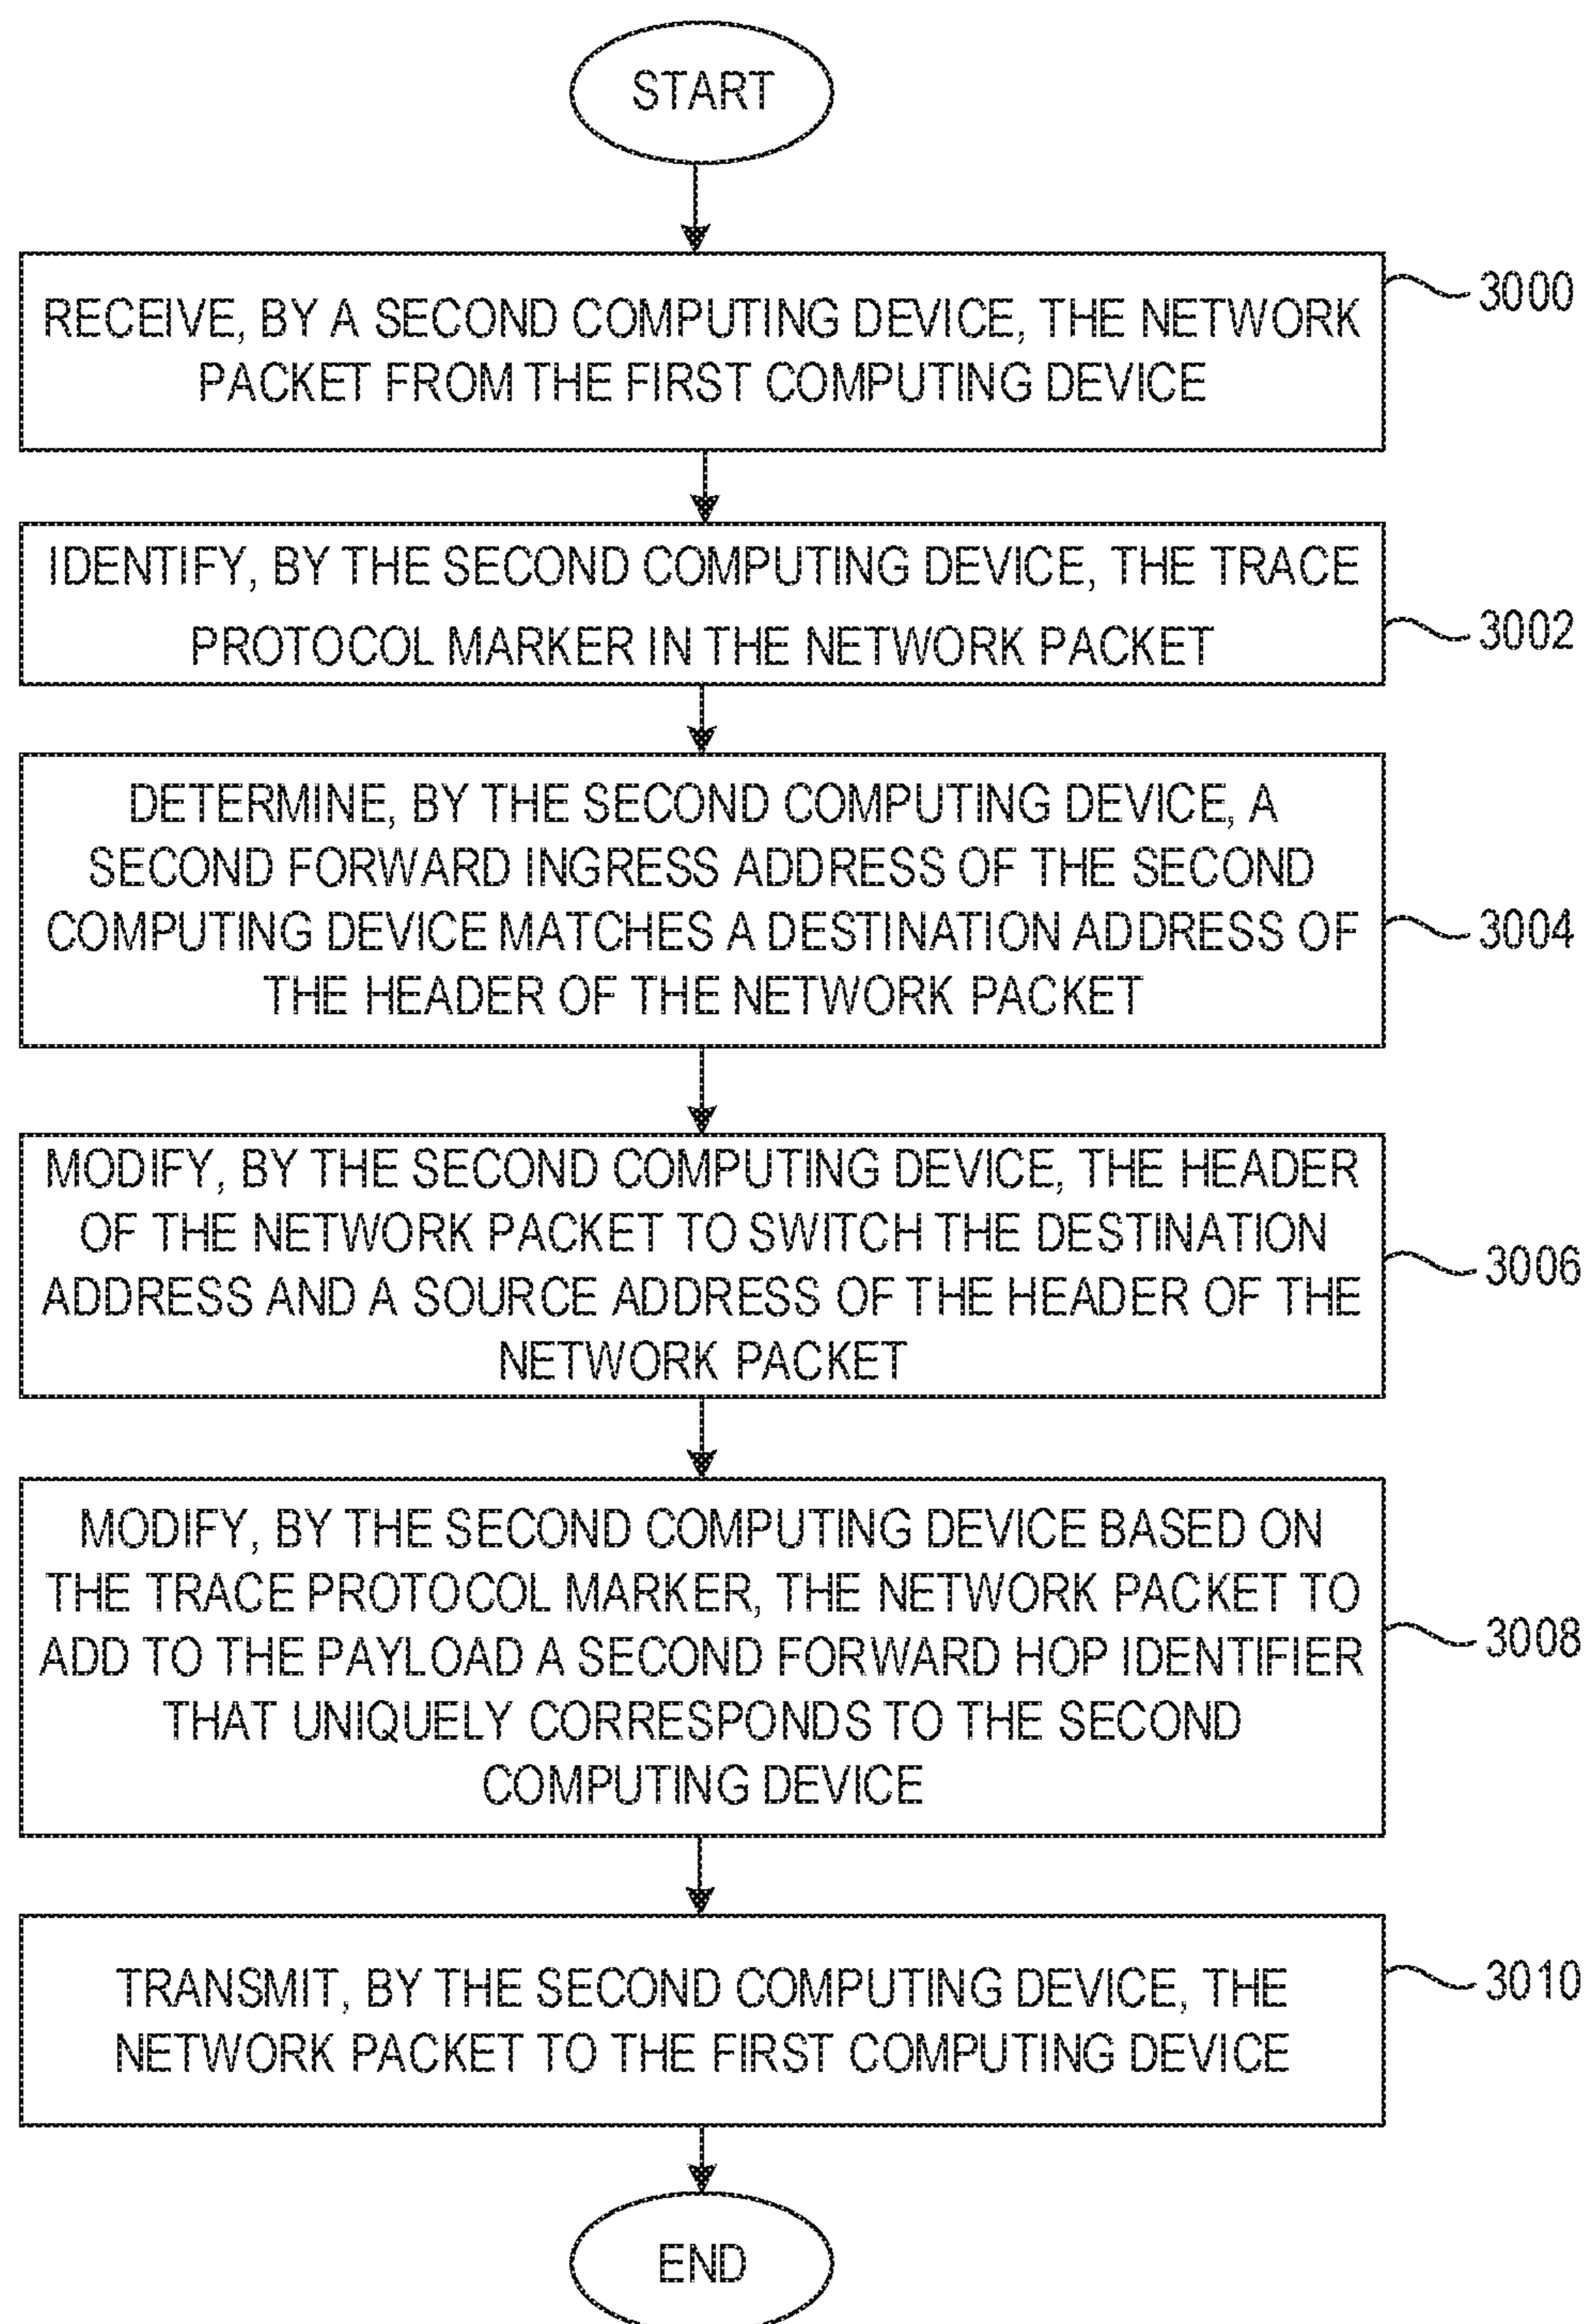 START
RECEIVE, BY A SECOND COMPUTING DEVICE, THE NETWORK
PACKET FROM THE FIRST COMPUTING DEVICE
3000
IDENTIFY, BY THE SECOND COMPUTING DEVICE, THE TRACE
PROTOCOL MARKER IN THE NETWORK PACKET
3002
DETERMINE, BY THE SECOND COMPUTING DEVICE, A
SECOND FORWARD INGRESS ADDRESS OF THE SECOND
COMPUTING DEVICE MATCHES A DESTINATION ADDRESS OF
THE HEADER OF THE NETWORK PACKET
3004
MODIFY, BY THE SECOND COMPUTING DEVICE, THE HEADER
OF THE NETWORK PACKET TO SWITCH THE DESTINATION
ADDRESS AND A SOURCE ADDRESS OF THE HEADER OF THE
NETWORK PACKET
3006
MODIFY, BY THE SECOND COMPUTING DEVICE BASED ON
THE TRACE PROTOCOL MARKER, THE NETWORK PACKET TO
ADD TO THE PAYLOAD A SECOND FORWARD HOP IDENTIFIER
THAT UNIQUELY CORRESPONDS TO THE SECOND
COMPUTING DEVICE
3008
TRANSMIT, BY THE SECOND COMPUTING DEVICE, THE
NETWORK PACKET TO THE FIRST COMPUTING DEVICE
3010
END